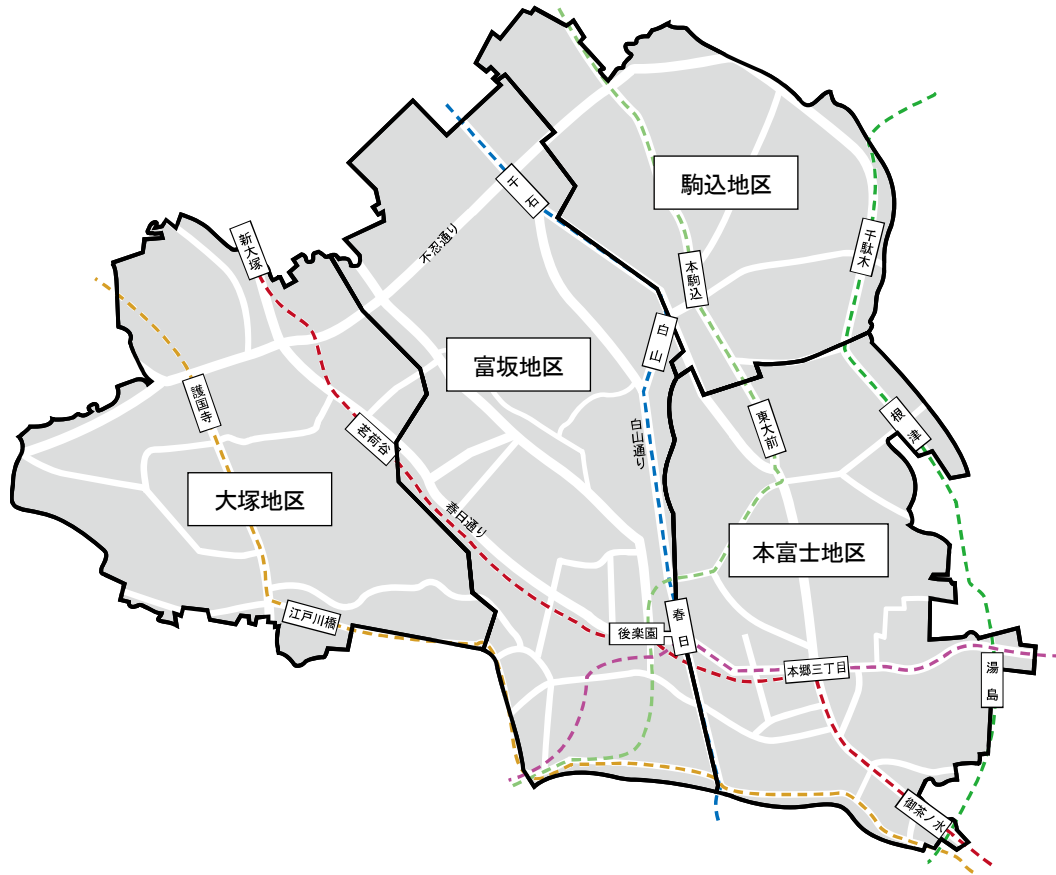 駒込地区
千石
新大塚
不忍通り
千駄木
本駒込
白山
富坂地区
護国寺
根津
東大前
茗荷谷
白山通り
大塚地区
春日通り
本富士地区
江戸川橋
後楽園
春日
本郷三丁目
湯島
御茶ノ水